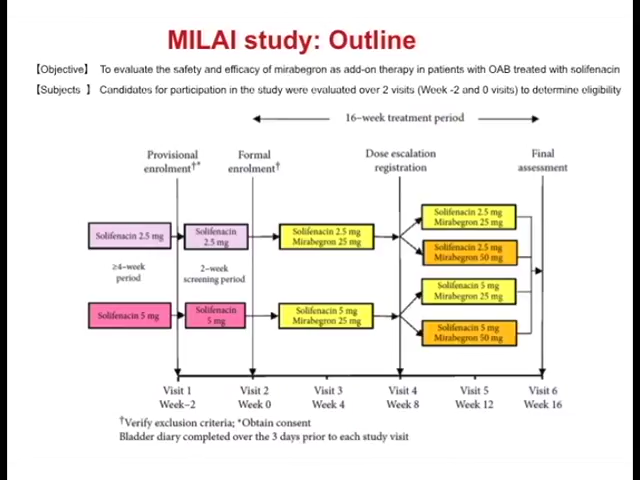 MILAI study: Outline
【Objective】 To evaluate the safety and efficacy of mirabegron as add-on therapy in patients with OAB treated with solifenacin
【Subjects 】 Candidates for participation in the study were evaluated over 2 visits (Week -2 and 0 visits) to determine eligibility
16-week treatment period
Provisional
enrolment†*
Formal
enrolment†
Dose escalation
registration
Final
assessment
Solifenacin 2.5 mg
Solifenacin
2.5 mg
Solifenacin 2.5 mg
Mirabegron 25 mg
Solifenacin 2.5 mg
Mirabegron 25 mg
Solifenacin 2.5 mg
Mirabegron 50 mg
≥4-week
period
2-week
screening period
Solifenacin 5 mg
Solifenacin
5 mg
Solifenacin 5 mg
Mirabegron 25 mg
Solifenacin 5 mg
Mirabegron 25 mg
Solifenacin 5 mg
Mirabegron 50 mg
Visit 1
Week−2
Visit 2
Week 0
Visit 3
Week 4
Visit 4
Week 8
Visit 5
Week 12
Visit 6
Week 16
†Verify exclusion criteria; *Obtain consent
Bladder diary completed over the 3 days prior to each study visit